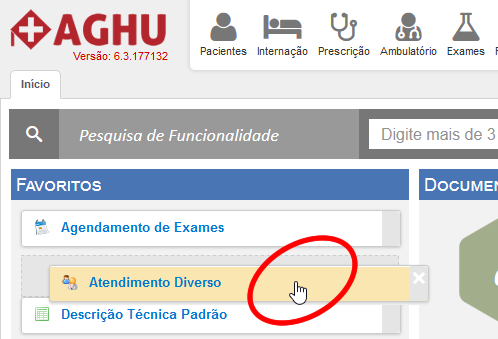 AGHU
Versão: 6.3.177132
Pacientes Internação Prescrição Ambulatório Exames
Início
Pesquisa de Funcionalidade
Digite mais de 3
FAVORITOS
DOCUMEN
Agendamento de Exames
Atendimento Diverso
Descrição Técnica Padrão